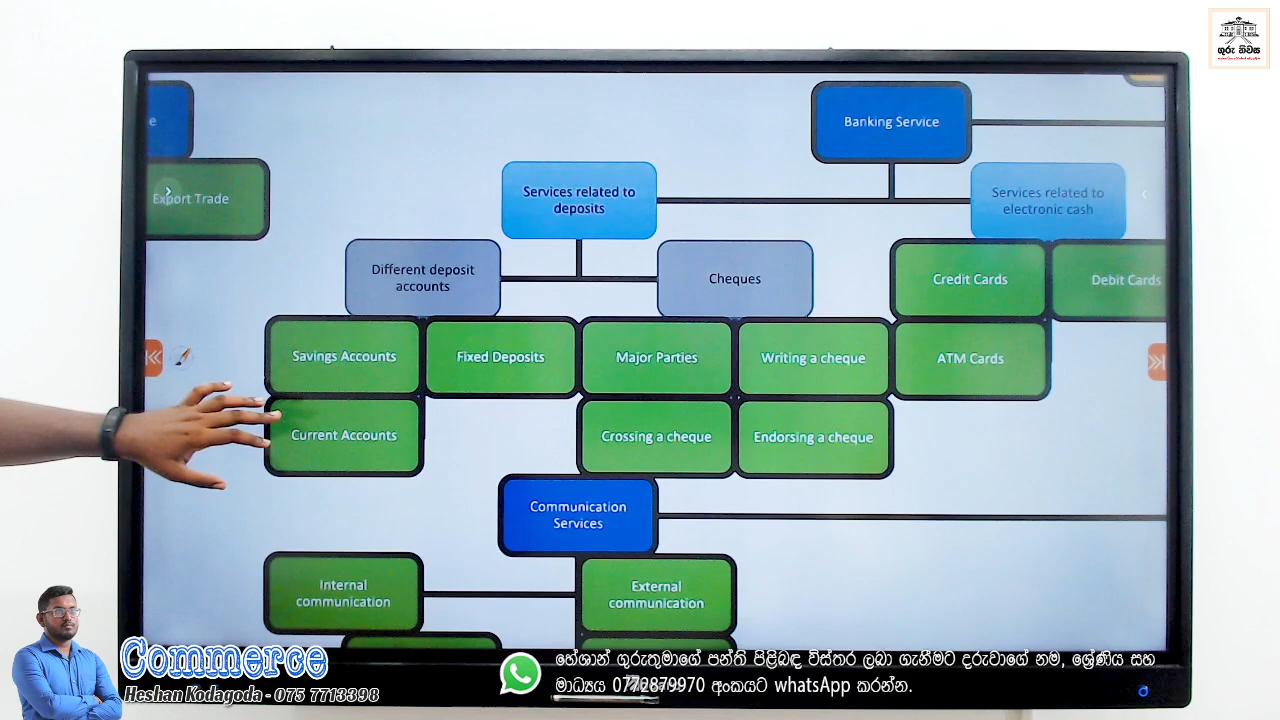 ගුරු නිවස
e
Banking Service
Export Trade
Services related to
deposits
Services related to
electronic cash
Different deposit
accounts
Cheques
Credit Cards
Debit Cards
Savings Accounts
Fixed Deposits
Major Parties
Writing a cheque
ATM Cards
Current Accounts
Crossing a cheque
Endorsing a cheque
Communication
Services
Internal
communication
External
communication
Commerce
Heshan Kodagoda - 075 7713398
හේශාන් ගුරුතුමාගේ පන්ති පිළිබඳ විස්තර ලබා ගැනීමට දරුවාගේ නම, ශ්‍රේණිය සහ
මාධ්‍යය 0772879970 අංකයට whatsApp කරන්න.